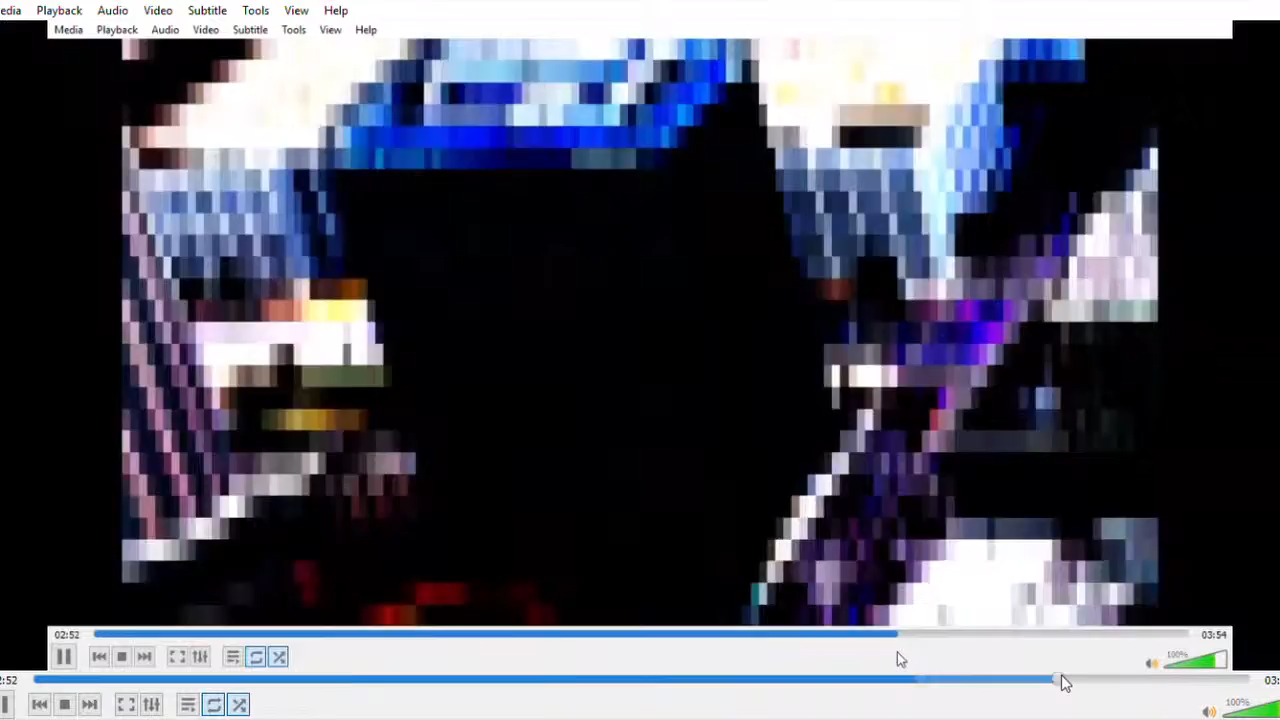 edia Playback Audio Video Subtitle Tools View Help
Media Playback Audio Video Subtitle Tools View Help
02:52 03:54
100%
2:52 03:
100%